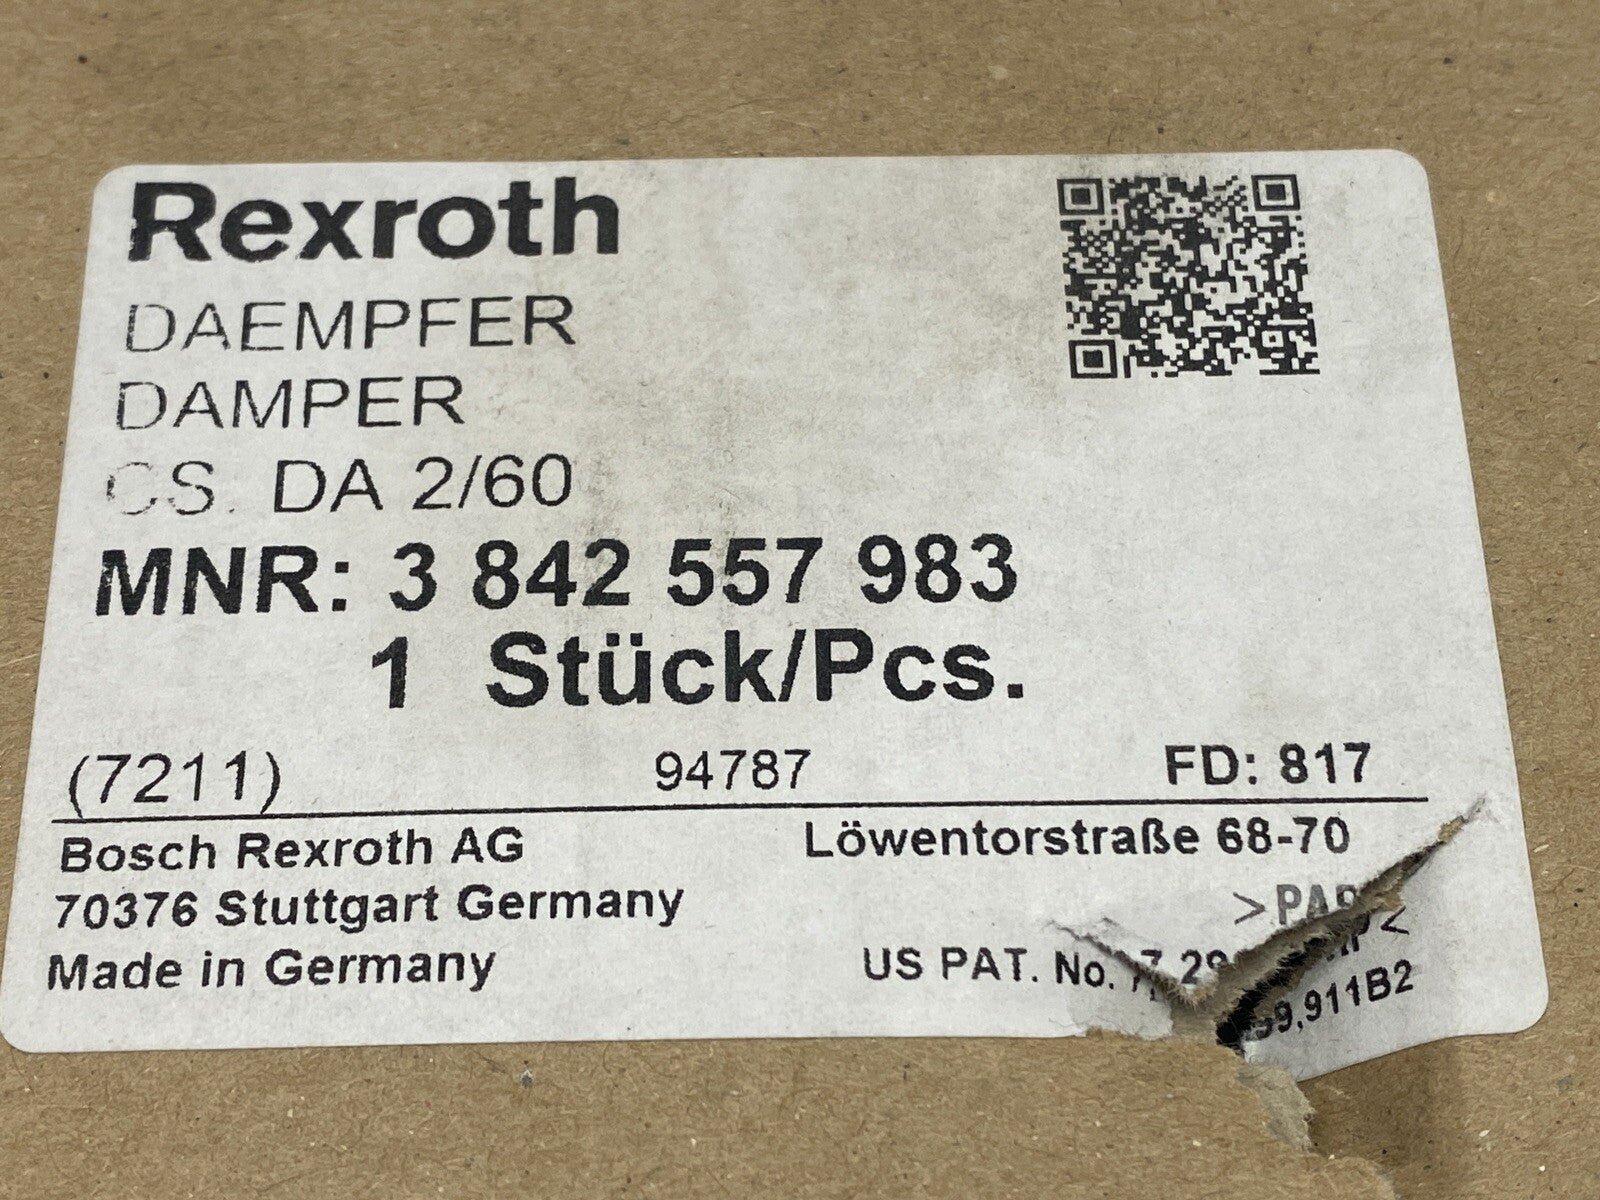 Rexroth
DAEMPFER
DAMPER
CS. DA 2/60
MNR: 3 842 557 983
1 Stück/Pcs.
(7211) 94787 FD: 817
Bosch Rexroth AG Löwentorstraße 68-70
70376 Stuttgart Germany
Made in Germany US PAT. No.